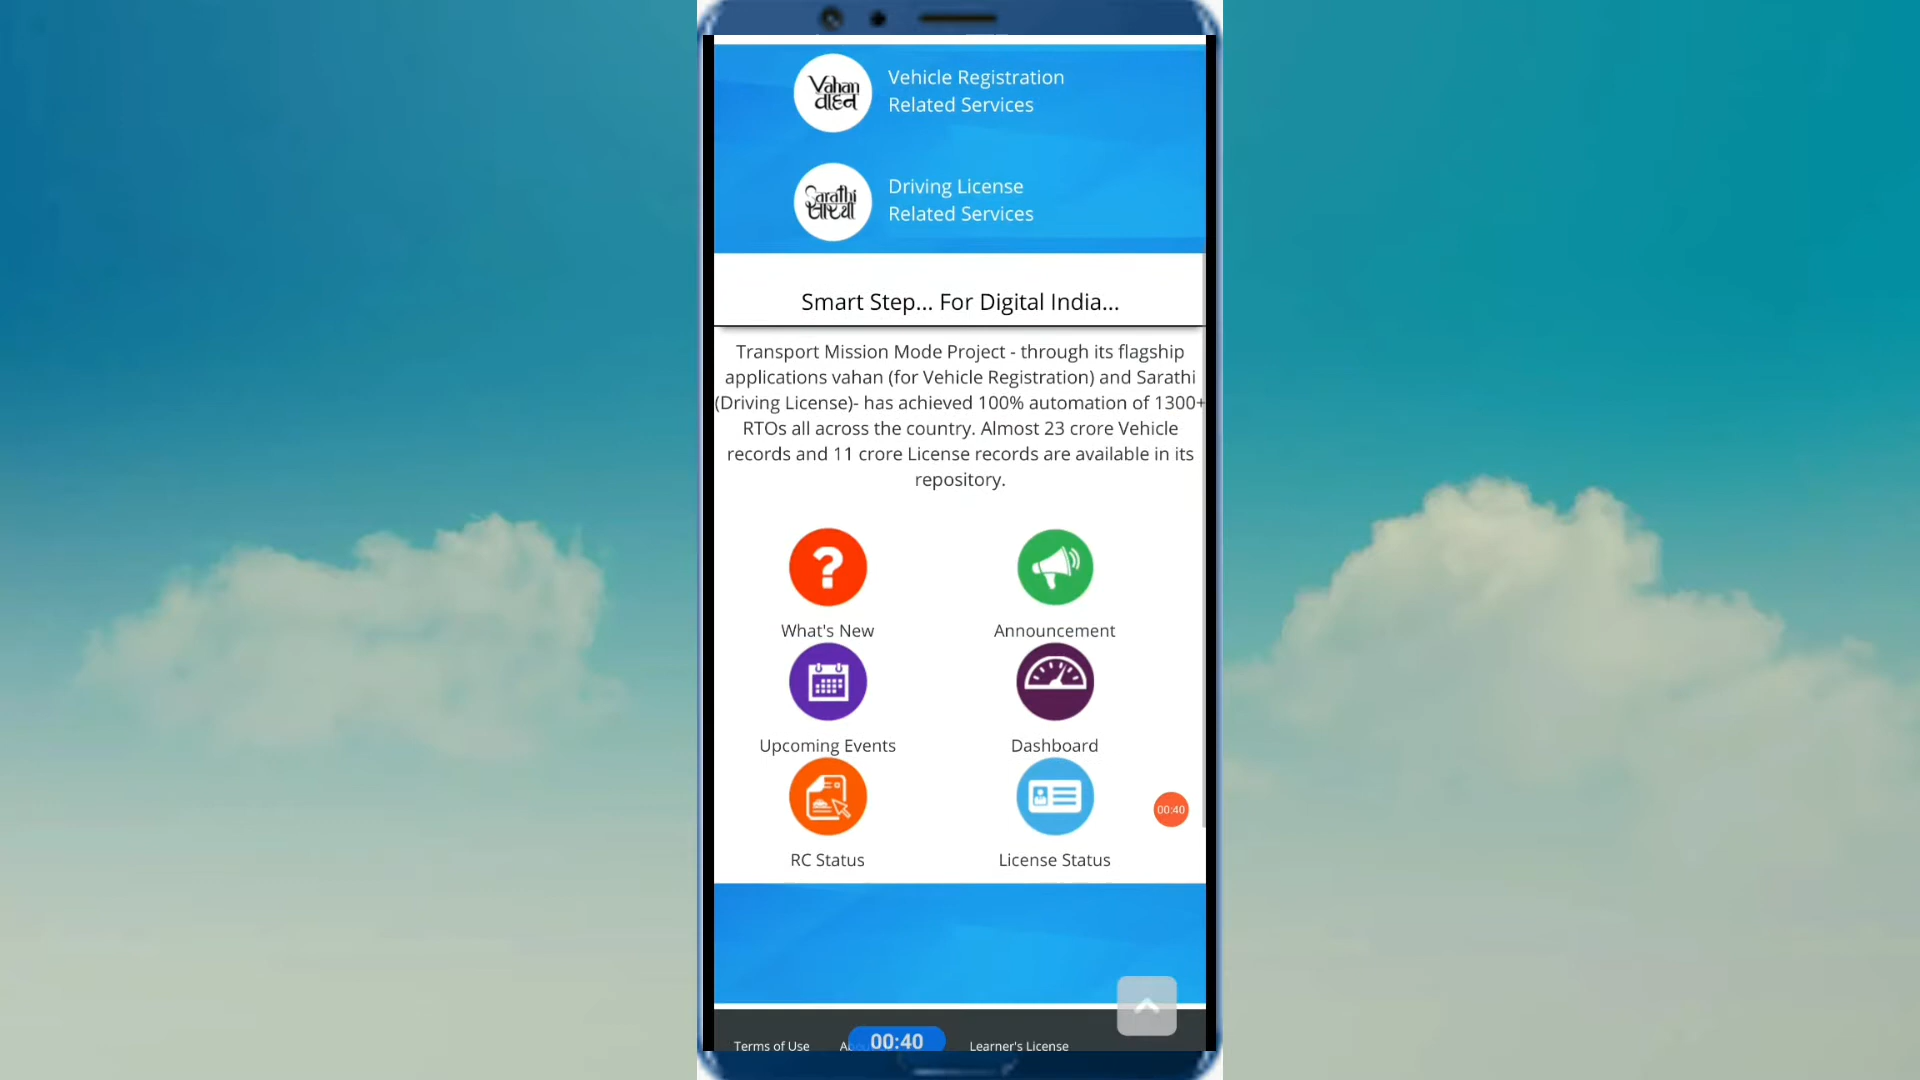 Vahan
वाहन
Vehicle Registration
Related Services
Sarathi
सारथी
Driving License
Related Services
Smart Step... For Digital India...
Transport Mission Mode Project - through its flagship
applications vahan (for Vehicle Registration) and Sarathi
(Driving License)- has achieved 100% automation of 1300+
RTOs all across the country. Almost 23 crore Vehicle
records and 11 crore License records are available in its
repository.
What's New
Announcement
Upcoming Events
Dashboard
00:40
RC Status
License Status
Terms of Use
00:40
Learner's License